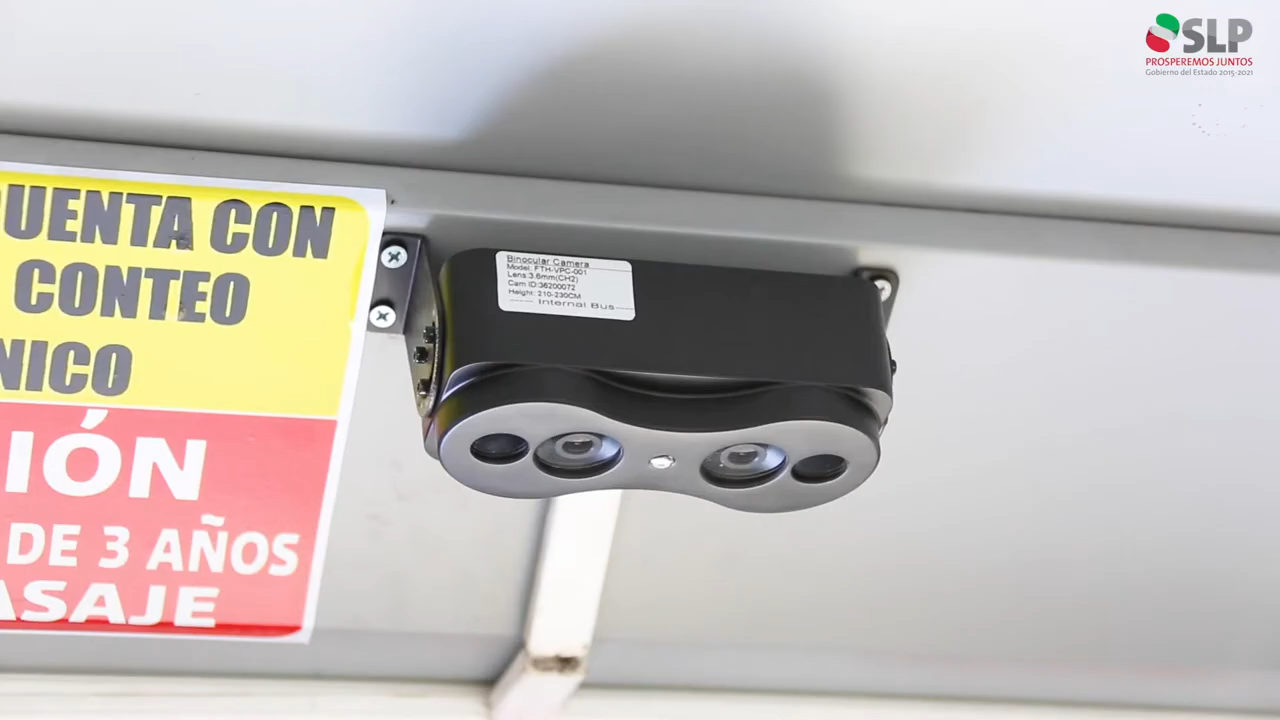 SLP
PROSPEREMOS JUNTOS
Gobierno del Estado 2015-2021
UENTA CON
CONTEO
NICO
IÓN
DE 3 AÑOS
ASAJE
Binocular Camera
Model: FTH-VPC-001
Lens:3.6mm(CH2)
Cam ID:36200072
Height: 210-230CM
---- Internal Bus ----